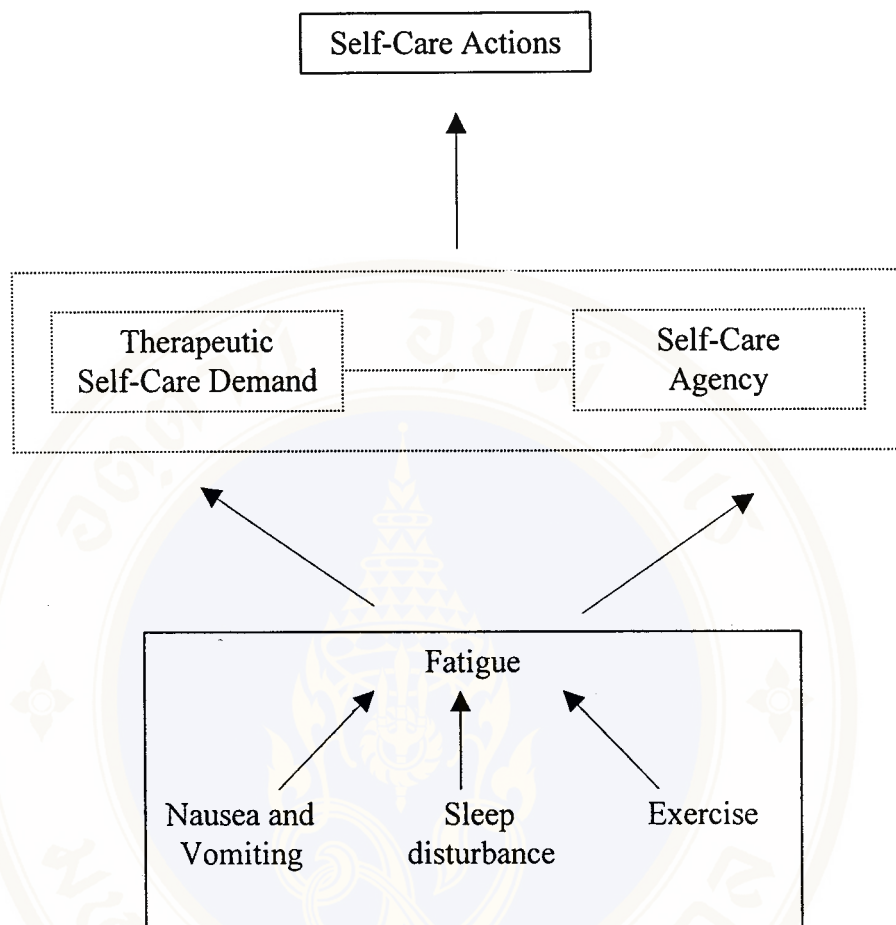 Self-Care Actions
Therapeutic
Self-Care Demand
Self-Care
Agency
Fatigue
Nausea and
Vomiting
Sleep
disturbance
Exercise